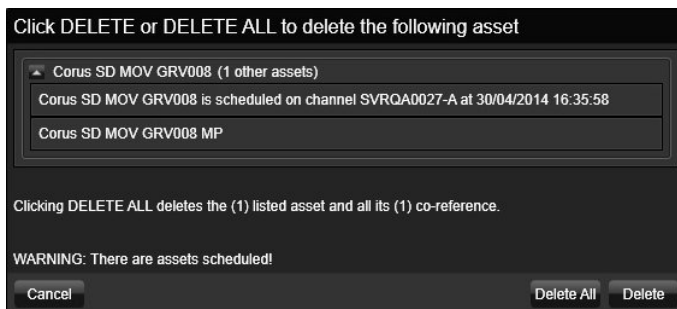 Click DELETE or DELETE ALL to delete the following asset
Corus SD MOV GRV008 (1 other assets)
Corus SD MOV GRV008 is scheduled on channel SVRQA0027-A at 30/04/2014 16:35:58
Corus SD MOV GRV008 MP
Clicking DELETE ALL deletes the (1) listed asset and all its (1) co-reference.
WARNING: There are assets scheduled!
Cancel Delete All Delete